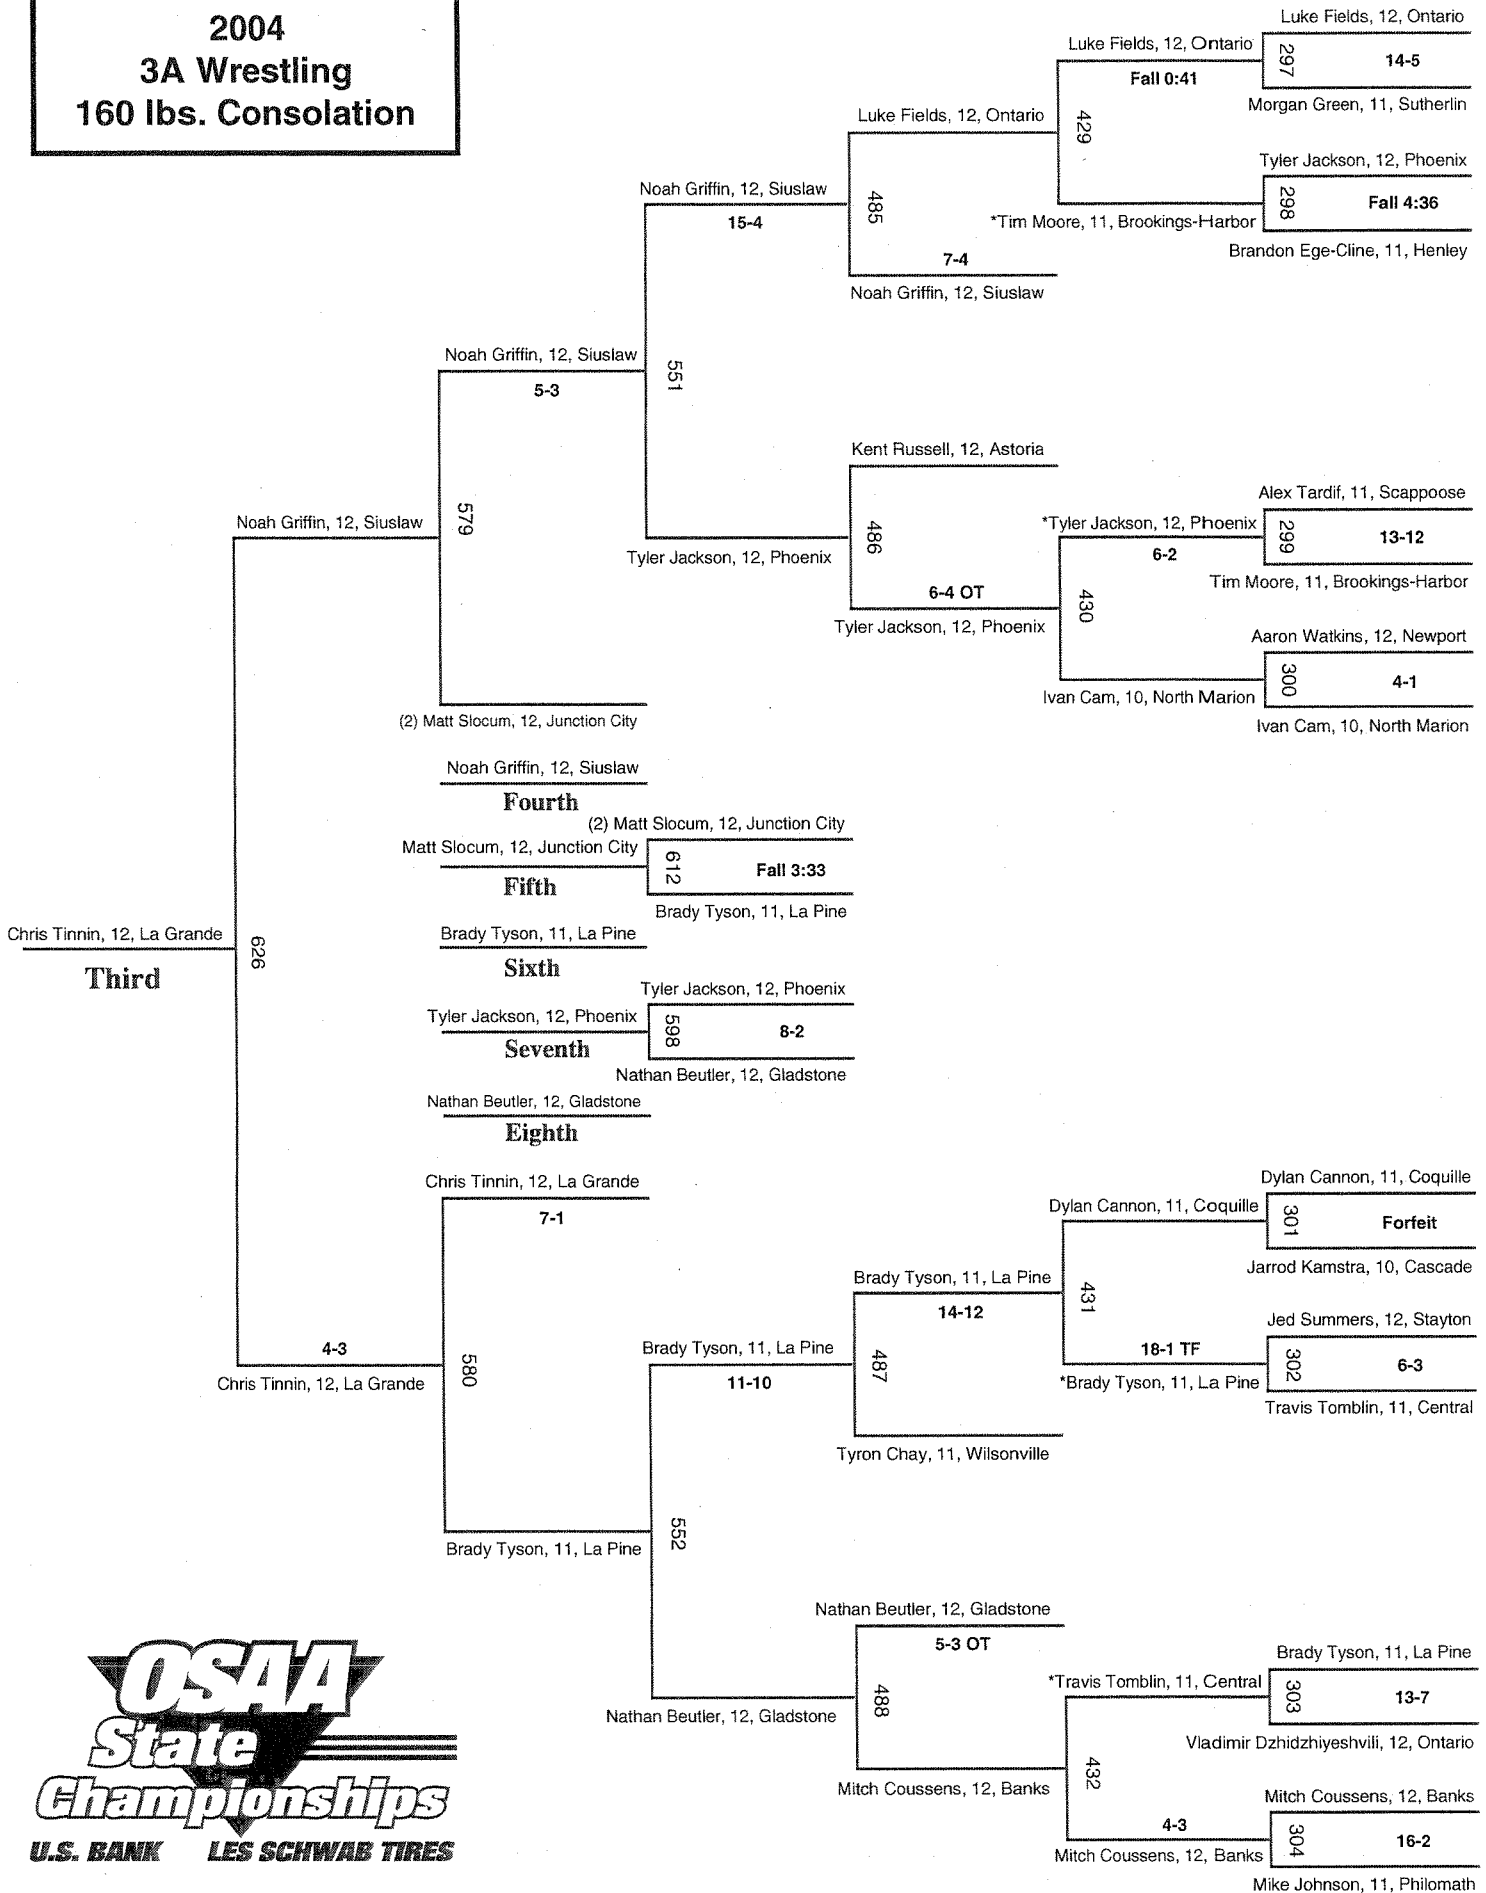 2004
3A Wrestling
160 lbs. Consolation
Luke Fields, 12, Ontario
297
14-5
Morgan Green, 11, Sutherlin
Luke Fields, 12, Ontario
Fall 0:41
429
Tyler Jackson, 12, Phoenix
298
Fall 4:36
Brandon Ege-Cline, 11, Henley
*Tim Moore, 11, Brookings-Harbor
Luke Fields, 12, Ontario
485
7-4
Noah Griffin, 12, Siuslaw
Noah Griffin, 12, Siuslaw
15-4
551
Kent Russell, 12, Astoria
486
6-4 OT
Tyler Jackson, 12, Phoenix
Tyler Jackson, 12, Phoenix
Alex Tardif, 11, Scappoose
299
13-12
Tim Moore, 11, Brookings-Harbor
*Tyler Jackson, 12, Phoenix
6-2
430
Aaron Watkins, 12, Newport
300
4-1
Ivan Cam, 10, North Marion
Ivan Cam, 10, North Marion
Noah Griffin, 12, Siuslaw
5-3
579
(2) Matt Slocum, 12, Junction City
Noah Griffin, 12, Siuslaw
Noah Griffin, 12, Siuslaw
Fourth
(2) Matt Slocum, 12, Junction City
Matt Slocum, 12, Junction City
612
Fall 3:33
Fifth
Brady Tyson, 11, La Pine
Brady Tyson, 11, La Pine
Sixth
Chris Tinnin, 12, La Grande
626
Third
Tyler Jackson, 12, Phoenix
Tyler Jackson, 12, Phoenix
598
8-2
Seventh
Nathan Beutler, 12, Gladstone
Nathan Beutler, 12, Gladstone
Eighth
Chris Tinnin, 12, La Grande
7-1
580
4-3
Chris Tinnin, 12, La Grande
Dylan Cannon, 11, Coquille
301
Forfeit
Jarrod Kamstra, 10, Cascade
Dylan Cannon, 11, Coquille
431
Jed Summers, 12, Stayton
302
6-3
Travis Tomblin, 11, Central
18-1 TF
*Brady Tyson, 11, La Pine
Brady Tyson, 11, La Pine
14-12
487
Tyron Chay, 11, Wilsonville
Brady Tyson, 11, La Pine
11-10
552
Brady Tyson, 11, La Pine
Nathan Beutler, 12, Gladstone
5-3 OT
488
Nathan Beutler, 12, Gladstone
Mitch Coussens, 12, Banks
Brady Tyson, 11, La Pine
303
13-7
Vladimir Dzhidzhiyeshvili, 12, Ontario
*Travis Tomblin, 11, Central
432
Mitch Coussens, 12, Banks
304
16-2
Mike Johnson, 11, Philomath
4-3
Mitch Coussens, 12, Banks
OSAA
State
Championships
U.S. BANK LES SCHWAB TIRES